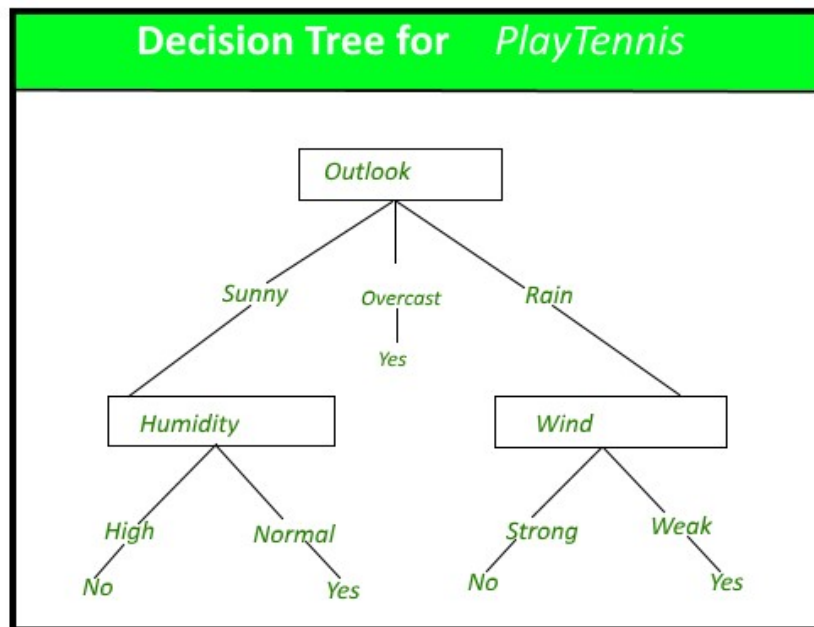 Decision Tree for PlayTennis
Outlook
Sunny Overcast Rain
Yes
Humidity Wind
High Normal Strong Weak
No Yes No Yes